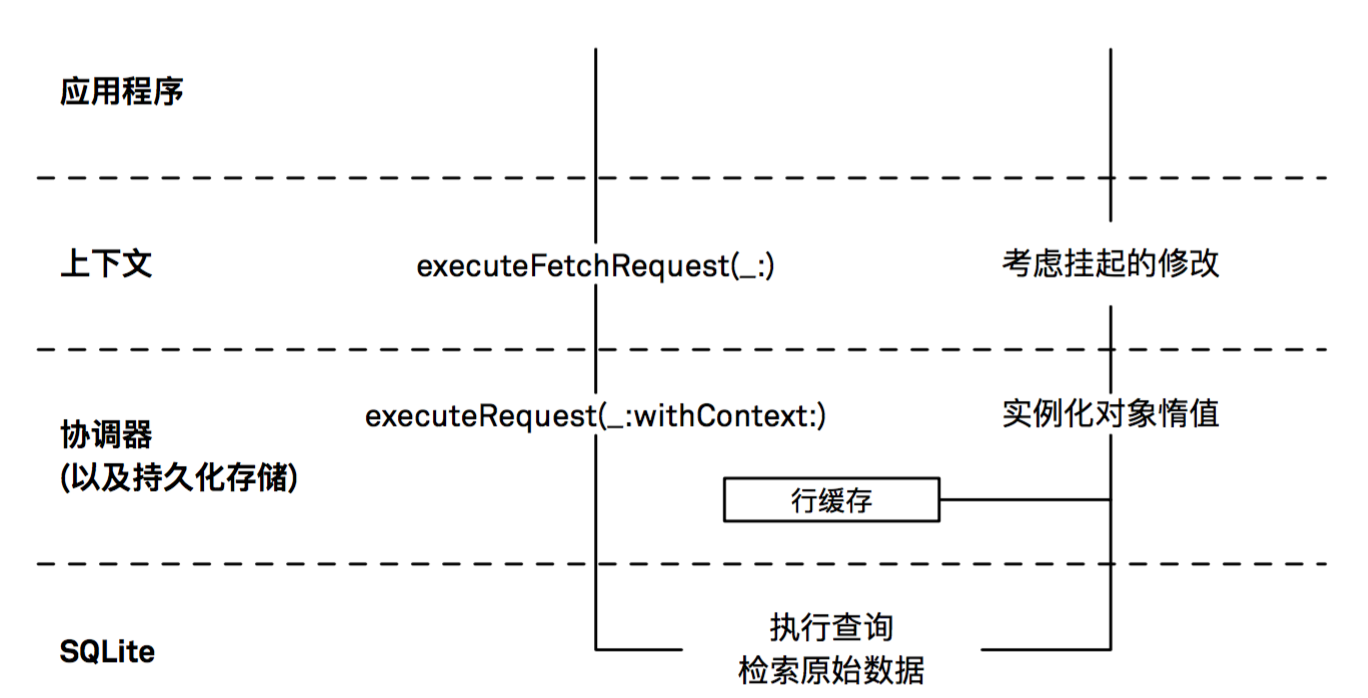 应用程序
上下文
executeFetchRequest(_:)
考虑挂起的修改
协调器
(以及持久化存储)
executeRequest(_:withContext:)
实例化对象惰值
行缓存
SQLite
执行查询
检索原始数据